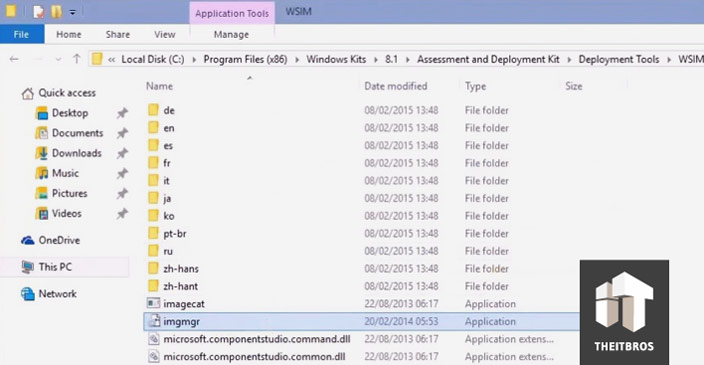 Application Tools WSIM
File Home Share View Manage
« Local Disk (C:) › Program Files (x86) › Windows Kits › 8.1 › Assessment and Deployment Kit › Deployment Tools › WSIM
Name Date modified Type Size
Quick access
Desktop
Documents
Downloads
Music
Pictures
Videos
OneDrive
This PC
Network
de 08/02/2015 13:48 File folder
en 08/02/2015 13:48 File folder
es 08/02/2015 13:48 File folder
fr 08/02/2015 13:48 File folder
it 08/02/2015 13:48 File folder
ja 08/02/2015 13:48 File folder
ko 08/02/2015 13:48 File folder
pt-br 08/02/2015 13:48 File folder
ru 08/02/2015 13:48 File folder
zh-hans 08/02/2015 13:48 File folder
zh-hant 08/02/2015 13:48 File folder
imagecat 22/08/2013 06:17 Application
imgmgr 20/02/2014 05:53 Application
microsoft.componentstudio.command.dll 22/08/2013 06:17 Application extens...
microsoft.componentstudio.common.dll 22/08/2013 06:17 Application extens...
THEITBROS